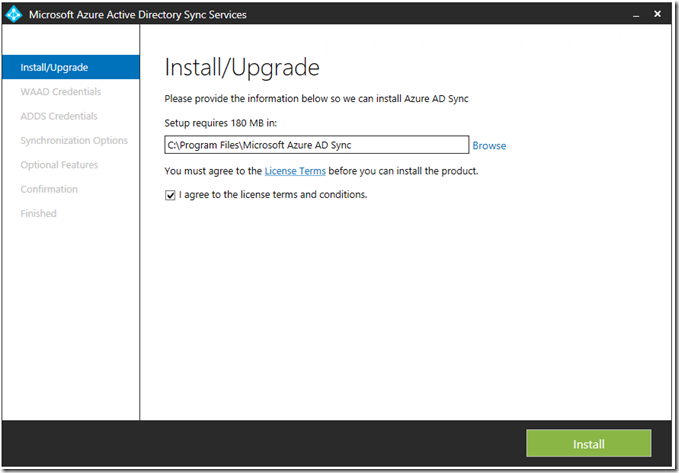 Microsoft Azure Active Directory Sync Services
Install/Upgrade
WAAD Credentials
ADDS Credentials
Synchronization Options
Optional Features
Confirmation
Finished
Install/Upgrade
Please provide the information below so we can install Azure AD Sync
Setup requires 180 MB in:
C:\Program Files\Microsoft Azure AD Sync
Browse
You must agree to the License Terms before you can install the product.
I agree to the license terms and conditions.
Install